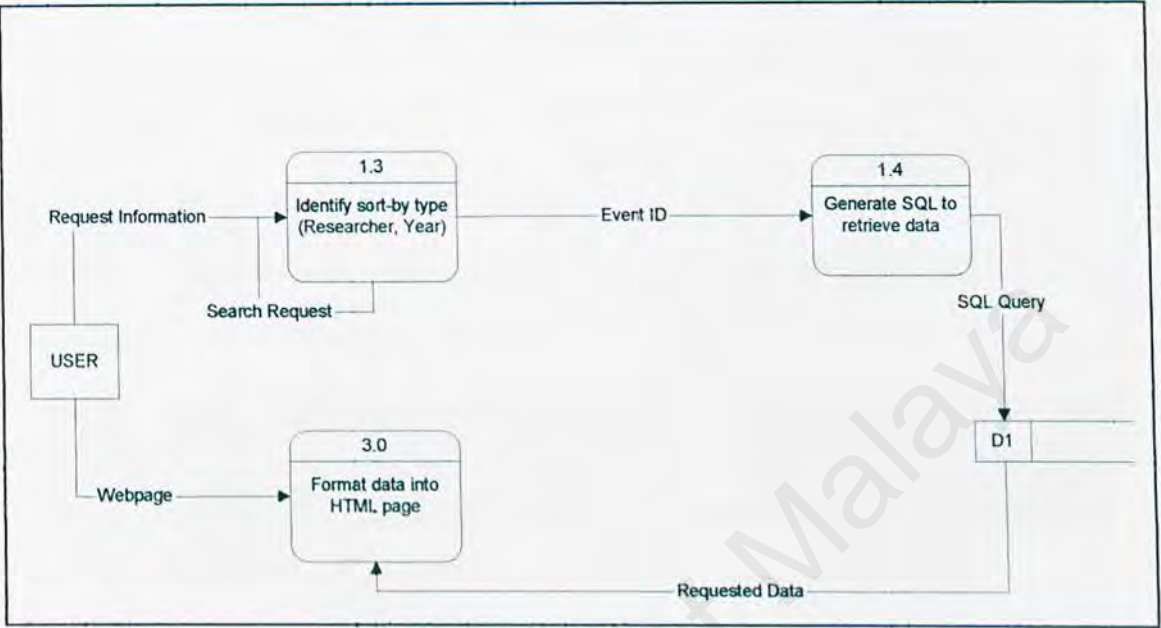 1.3
Identify sort-by type
(Researcher, Year)
1.4
Generate SQL to
retrieve data
Request Information
Event ID
Search Request
SQL Query
USER
D1
3.0
Format data into
HTML page
Webpage
Requested Data
Malaya